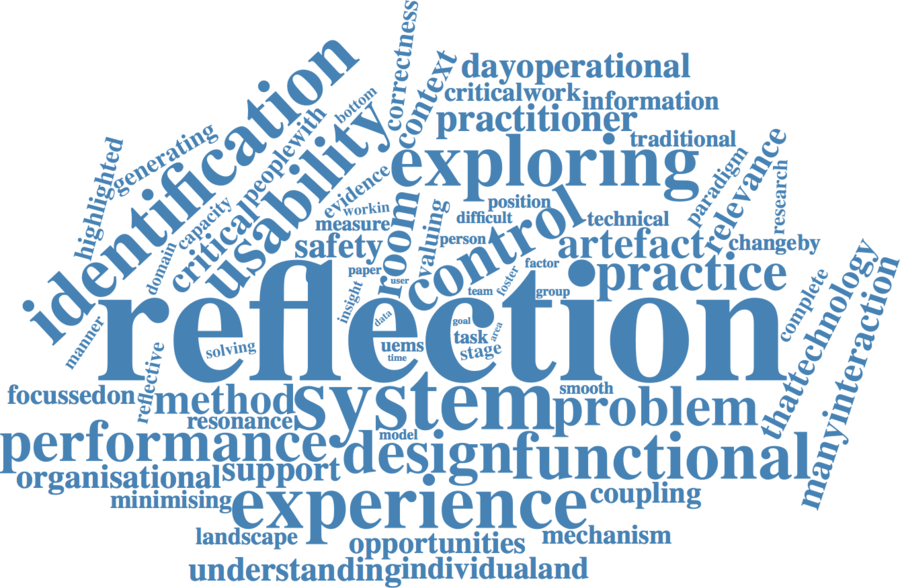 correctness
dayoperational
context
criticalwork
information
identification
bottom
practitioner
traditional
generating
peoplewith
usability
exploring
highlighted
relevance
paradigm
research
evidence
critical
capacity
workin
position
difficult
technical
measure
room
valuing
control
artefact
changeby
safety
person
domain
paper
user
factor
foster
practice
reflection
team
group
insight
data
goal
area
task
stage
uems
time
solving
manner
complete
thattechnology
manyinteraction
focussedon
reflective
method
system
smooth
problem
resonance
performance
model
design
functional
organisational
support
minimising
experience
coupling
landscape
opportunities
mechanism
understanding
individualand